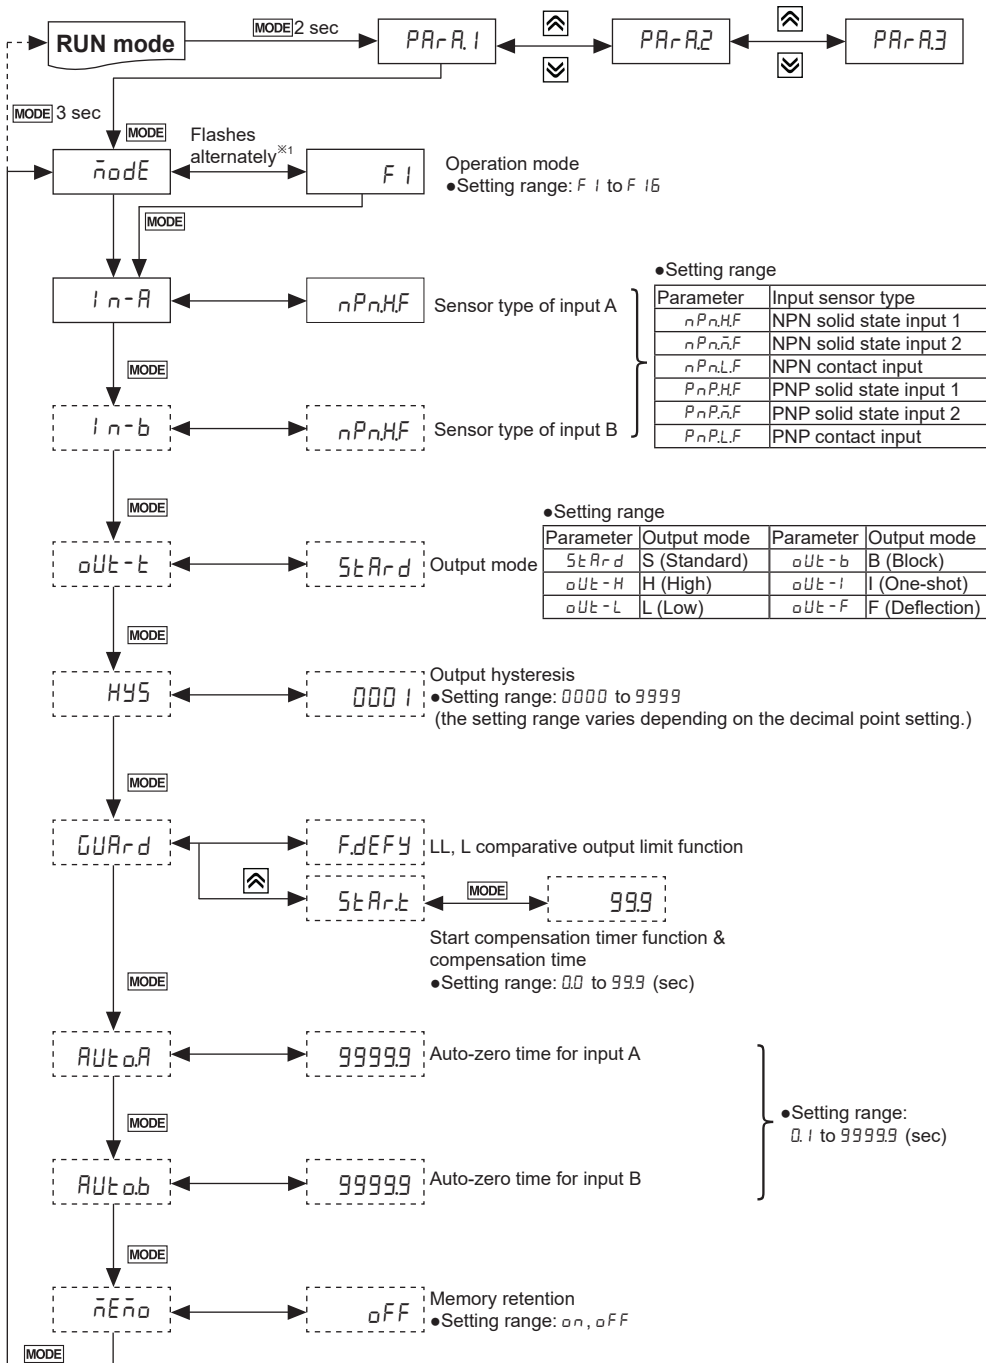 RUN mode
MODE 2 sec
PArA.1
PArA.2
PArA.3
MODE 3 sec
MODE
Flashes
alternately※1
modE
F 1
Operation mode
●Setting range: F 1 to F 16
MODE
In-A
nPn.H.F
Sensor type of input A
●Setting range
Parameter Input sensor type
nPn.H.F NPN solid state input 1
nPn.m.F NPN solid state input 2
nPn.L.F NPN contact input
PnP.H.F PNP solid state input 1
PnP.m.F PNP solid state input 2
PnP.L.F PNP contact input
MODE
In-b
nPn.H.F
Sensor type of input B
MODE
●Setting range
Parameter Output mode Parameter Output mode
StArd S (Standard) oUt-b B (Block)
oUt-H H (High) oUt-I I (One-shot)
oUt-L L (Low) oUt-F F (Deflection)
oUt-t
StArd
Output mode
MODE
HYS
0001
Output hysteresis
●Setting range: 0000 to 9999
(the setting range varies depending on the decimal point setting.)
MODE
GUArd
F.dEFY
LL, L comparative output limit function
StAr.t
MODE
99.9
Start compensation timer function &
compensation time
●Setting range: 0.0 to 99.9 (sec)
MODE
AUto.A
9999.9
Auto-zero time for input A
●Setting range:
0.1 to 9999.9 (sec)
MODE
AUto.b
9999.9
Auto-zero time for input B
MODE
mEmo
oFF
Memory retention
●Setting range: on, oFF
MODE